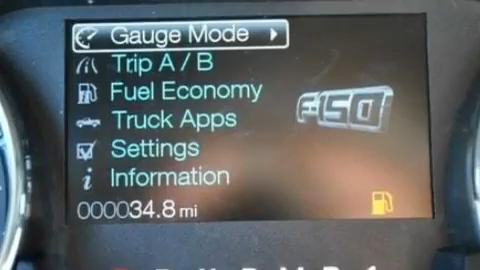 Gauge Mode
Trip A / B
Fuel Economy
F-150
Truck Apps
Settings
Information
000034.8 mi